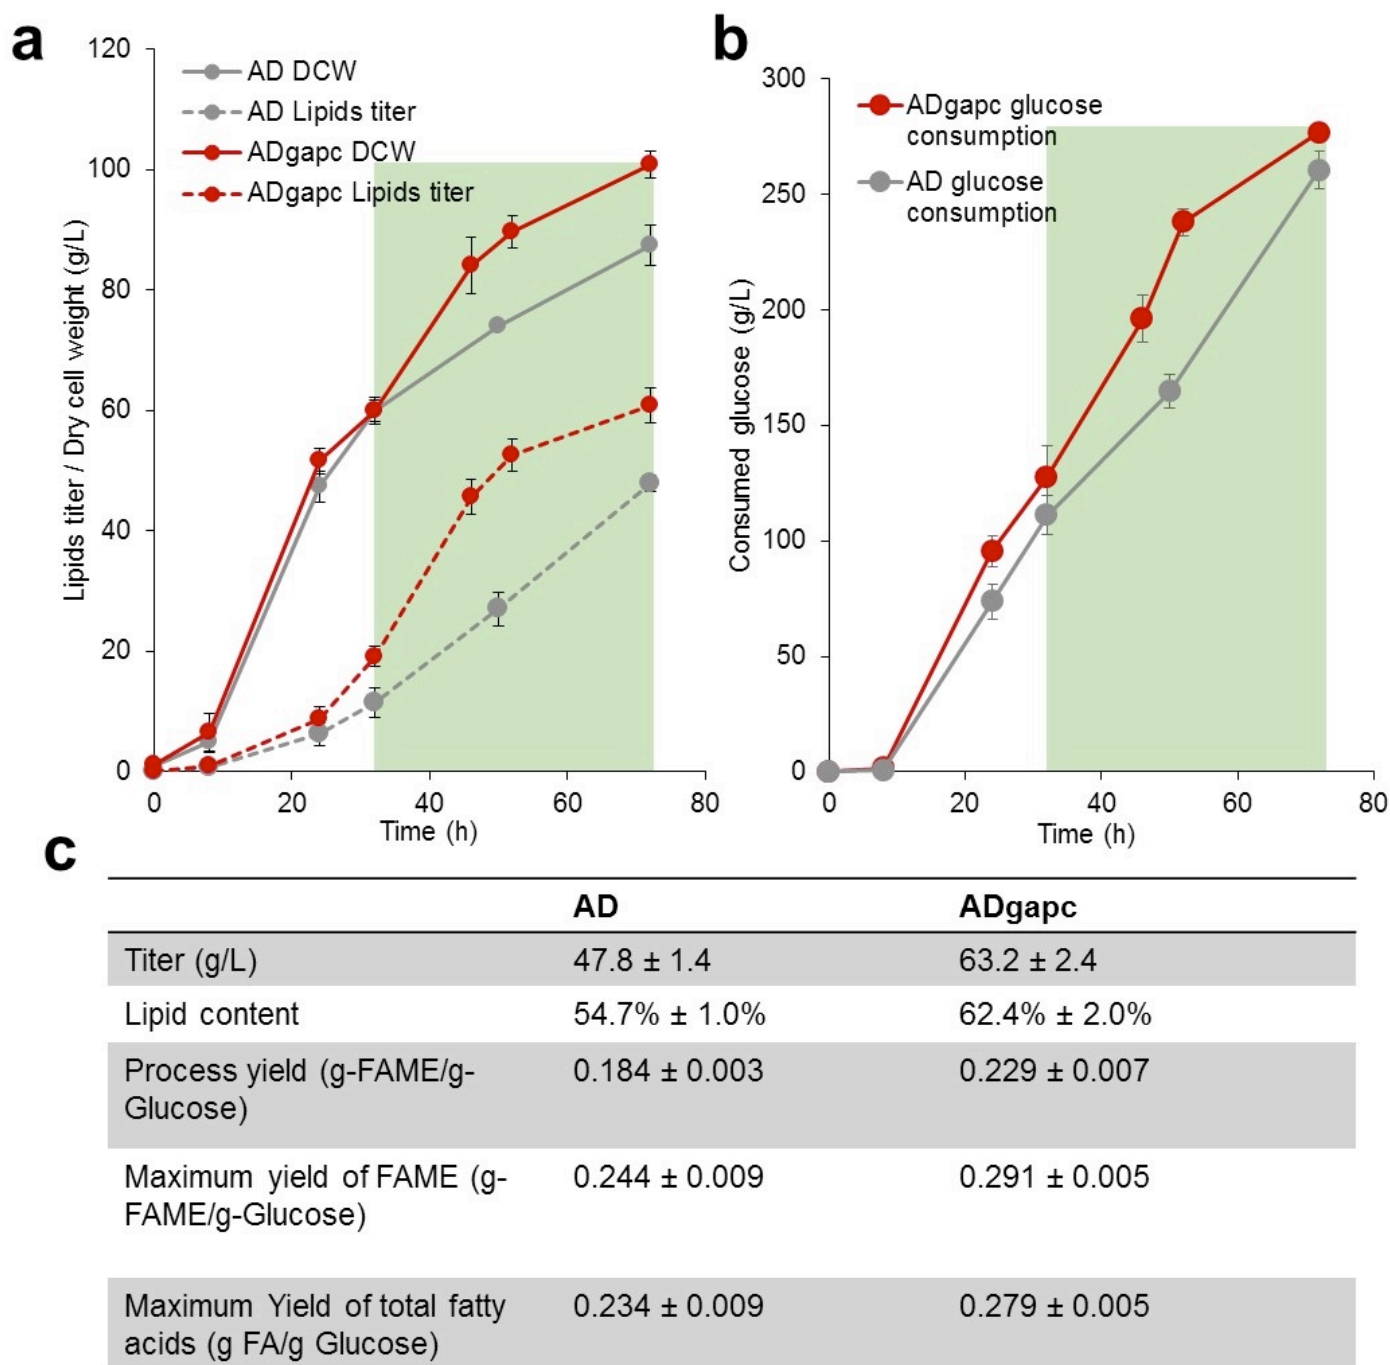 a
120
100
80
60
40
20
0
Lipids titer / Dry cell weight (g/L)
AD DCW
AD Lipids titer
ADgapc DCW
ADgapc Lipids titer
0 20 40 60 80
Time (h)
b
300
250
200
150
100
50
0
Consumed glucose (g/L)
ADgapc glucose
consumption
AD glucose
consumption
0 20 40 60 80
Time (h)
c
AD ADgapc
Titer (g/L) 47.8 ± 1.4 63.2 ± 2.4
Lipid content 54.7% ± 1.0% 62.4% ± 2.0%
Process yield (g-FAME/g- 0.184 ± 0.003 0.229 ± 0.007
Glucose)
Maximum yield of FAME (g- 0.244 ± 0.009 0.291 ± 0.005
FAME/g-Glucose)
Maximum Yield of total fatty 0.234 ± 0.009 0.279 ± 0.005
acids (g FA/g Glucose)